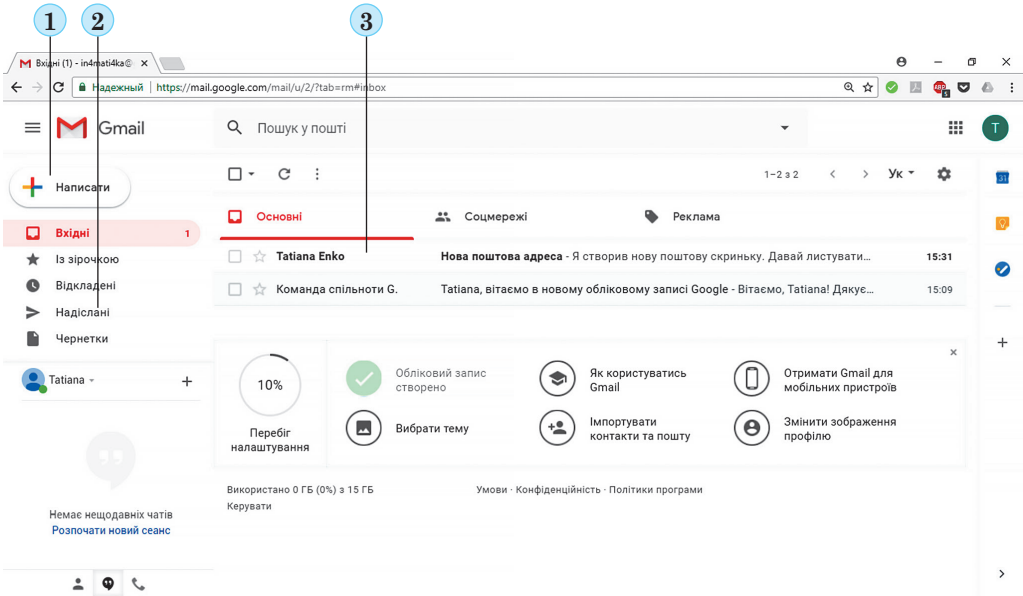 1 2 3
Вхідні (1) - in4mati4ka@
Надежный | https://mail.google.com/mail/u/2/?tab=rm#inbox
Gmail
Пошук у пошті
T
Написати
1–2 з 2
Ук
31
Вхідні 1
Із зірочкою
Відкладені
Надіслані
Чернетки
Основні
Соцмережі
Реклама
Tatiana Enko Нова поштова адреса - Я створив нову поштову скриньку. Давай листувати... 15:31
Команда спільноти G. Tatiana, вітаємо в новому обліковому записі Google - Вітаємо, Tatiana! Дякує... 15:09
Tatiana
10%
Перебіг
налаштування
Обліковий запис
створено
Як користуватись
Gmail
Отримати Gmail для
мобільних пристроїв
Вибрати тему
Імпортувати
контакти та пошту
Змінити зображення
профілю
Використано 0 ГБ (0%) з 15 ГБ
Керувати
Умови · Конфіденційність · Політики програми
Немає нещодавніх чатів
Розпочати новий сеанс